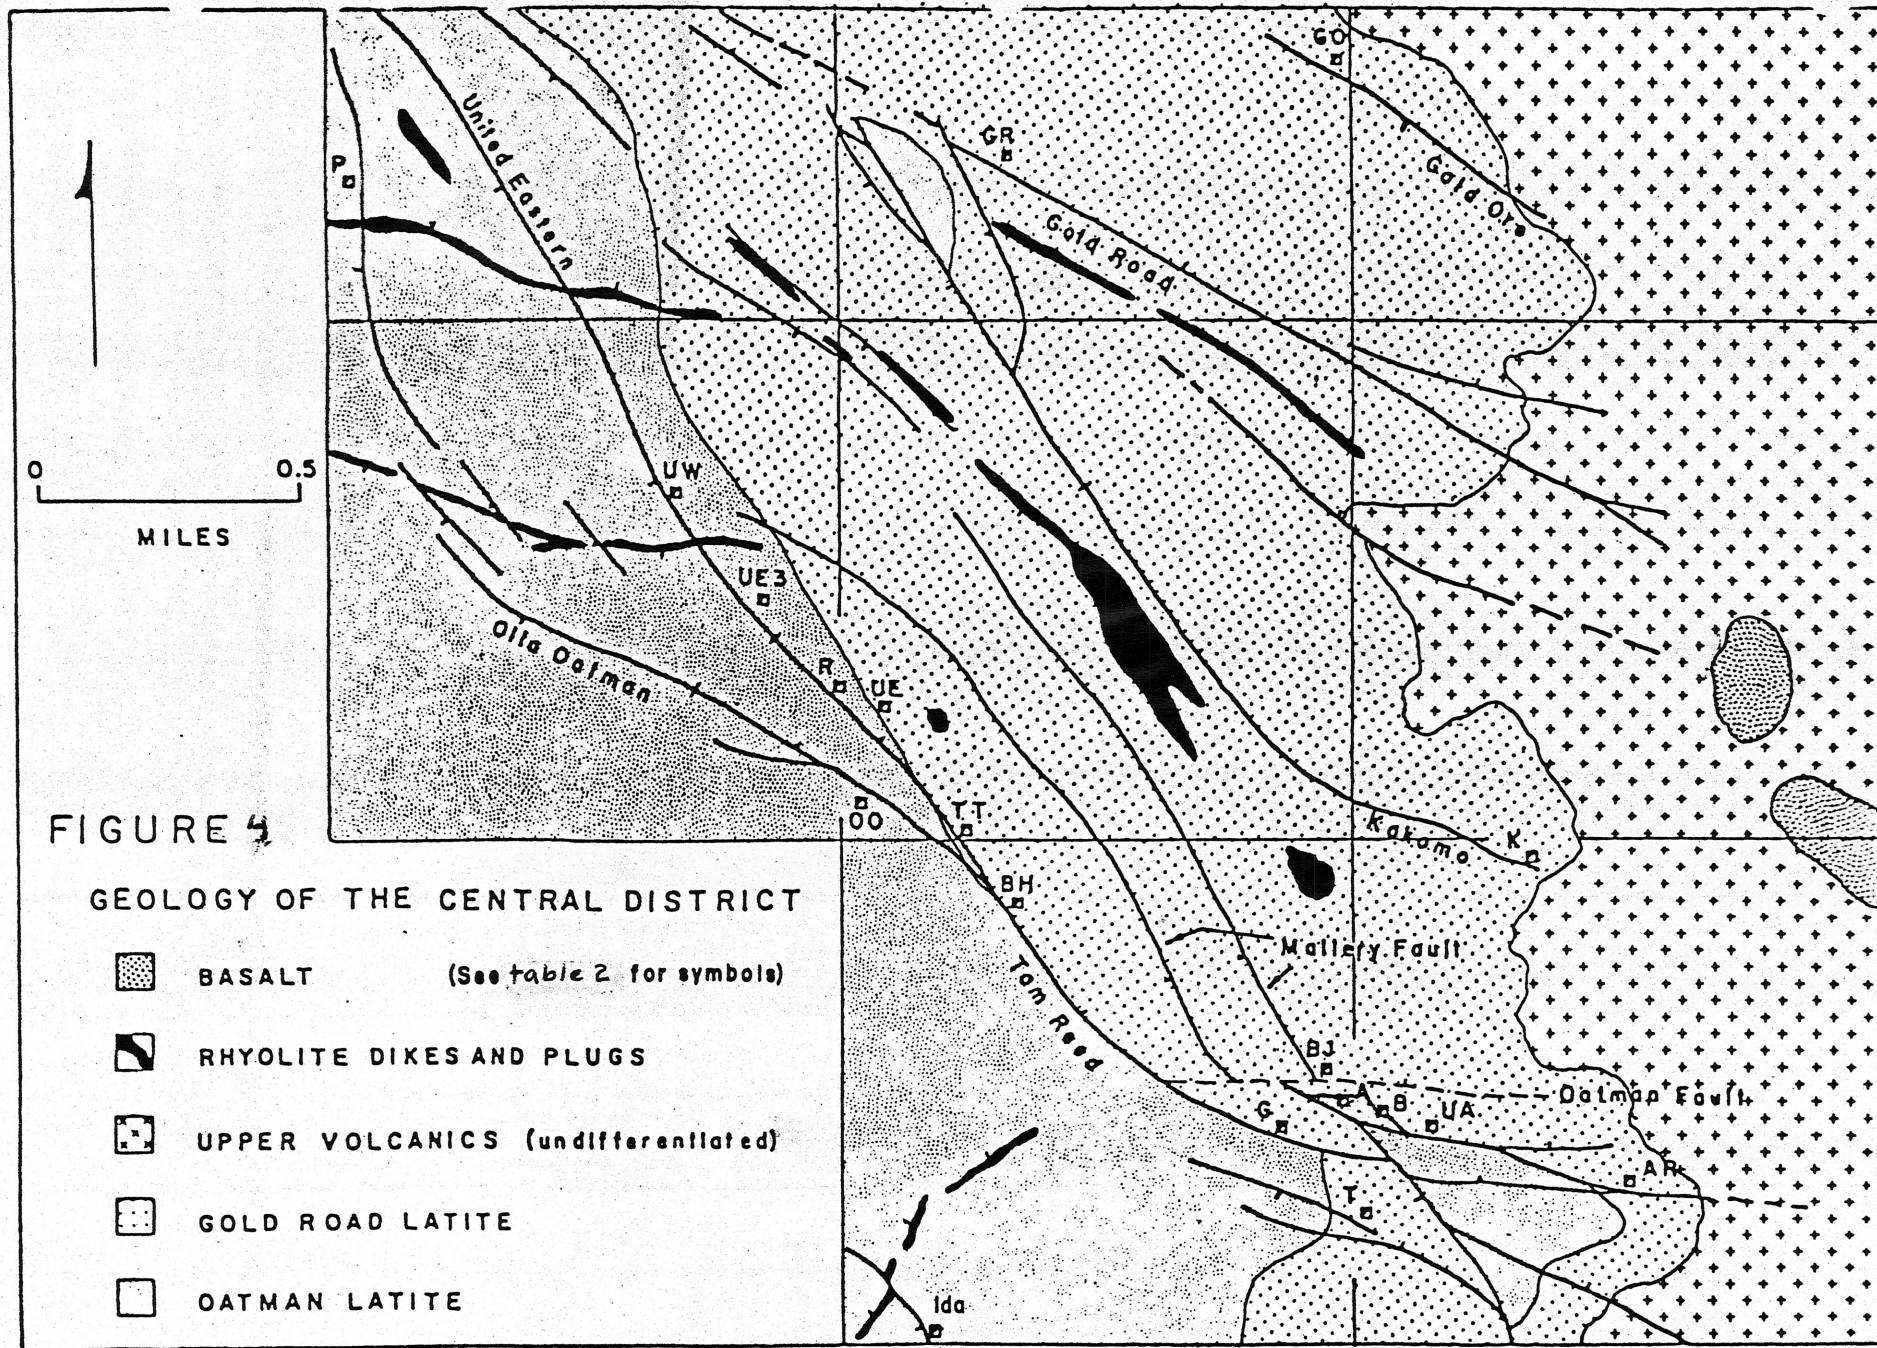 GO
P
United Eastern
GR
Gold Road
Gold Or.
0 0.5
MILES
UW
UE3
Olla Oatman
R
UE
OO
TT
BH
Kakomo
K
Mallery Fault
Tom Reed
BJ
A
B
UA
G
Oatman Fault
AR
T
Ida
FIGURE 4
GEOLOGY OF THE CENTRAL DISTRICT
BASALT (See table 2 for symbols)
RHYOLITE DIKES AND PLUGS
UPPER VOLCANICS (undifferentiated)
GOLD ROAD LATITE
OATMAN LATITE